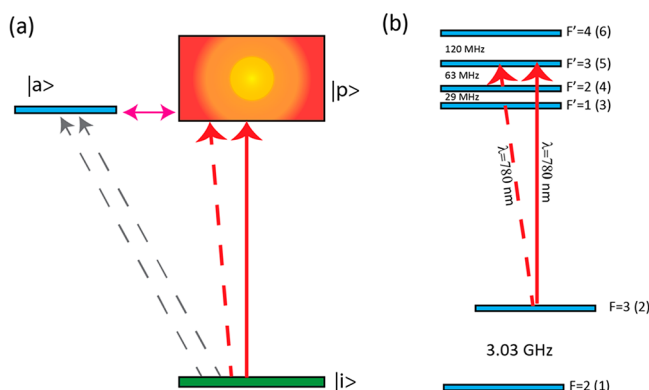 (a)
|a>
|p>
|i>
(b)
F'=4 (6)
120 MHz
F'=3 (5)
63 MHz
F'=2 (4)
29 MHz
F'=1 (3)
λ=780 nm
λ=780 nm
F=3 (2)
3.03 GHz
F=2 (1)